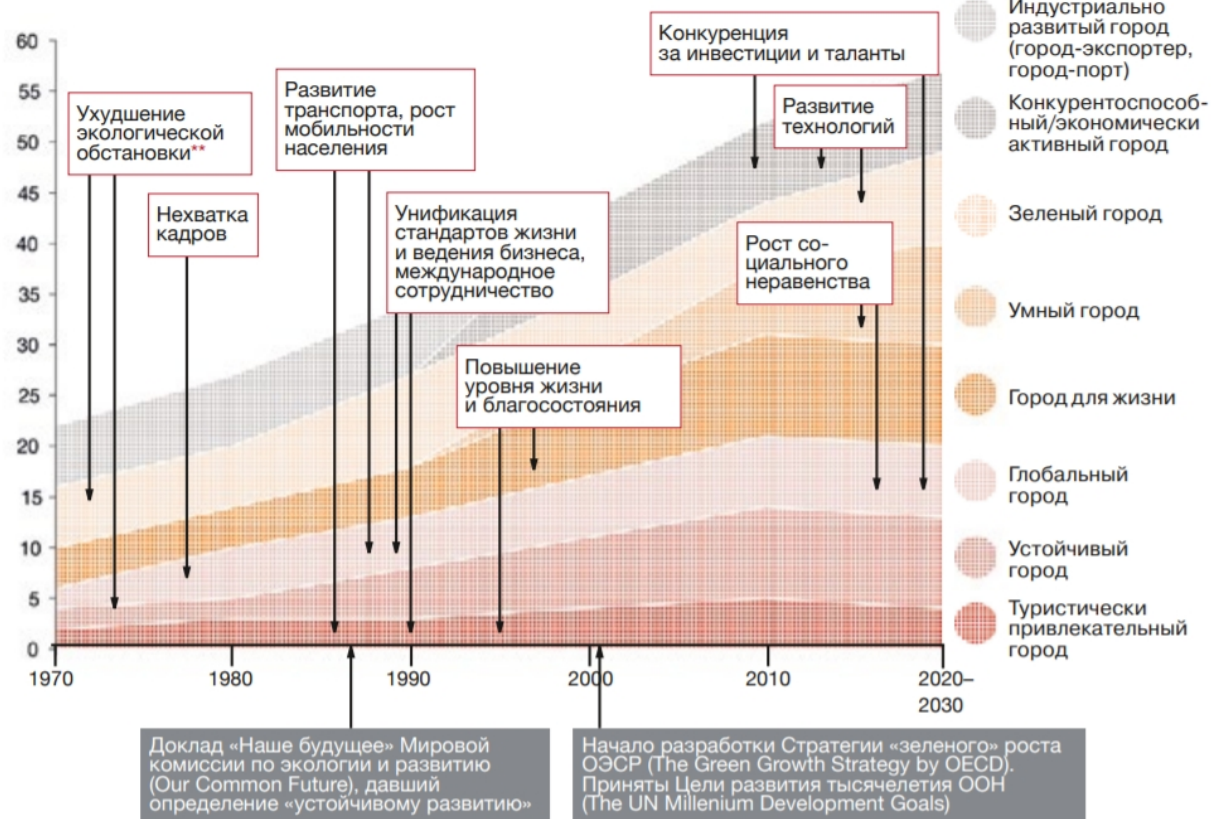 60
55
50
45
40
35
30
25
20
15
10
5
0
1970
1980
1990
2000
2010
2020–
2030
Ухудшение
экологической
обстановки**
Нехватка
кадров
Развитие
транспорта, рост
мобильности
населения
Унификация
стандартов жизни
и ведения бизнеса,
международное
сотрудничество
Повышение
уровня жизни
и благосостояния
Конкуренция
за инвестиции и таланты
Развитие
технологий
Рост со-
циального
неравенства
Индустриально
развитый город
(город-экспортер,
город-порт)
Конкурентоспособ-
ный/экономически
активный город
Зеленый город
Умный город
Город для жизни
Глобальный
город
Устойчивый
город
Туристически
привлекательный
город
Доклад «Наше будущее» Мировой
комиссии по экологии и развитию
(Our Common Future), давший
определение «устойчивому развитию»
Начало разработки Стратегии «зеленого» роста
ОЭСР (The Green Growth Strategy by OECD).
Приняты Цели развития тысячелетия ООН
(The UN Millenium Development Goals)